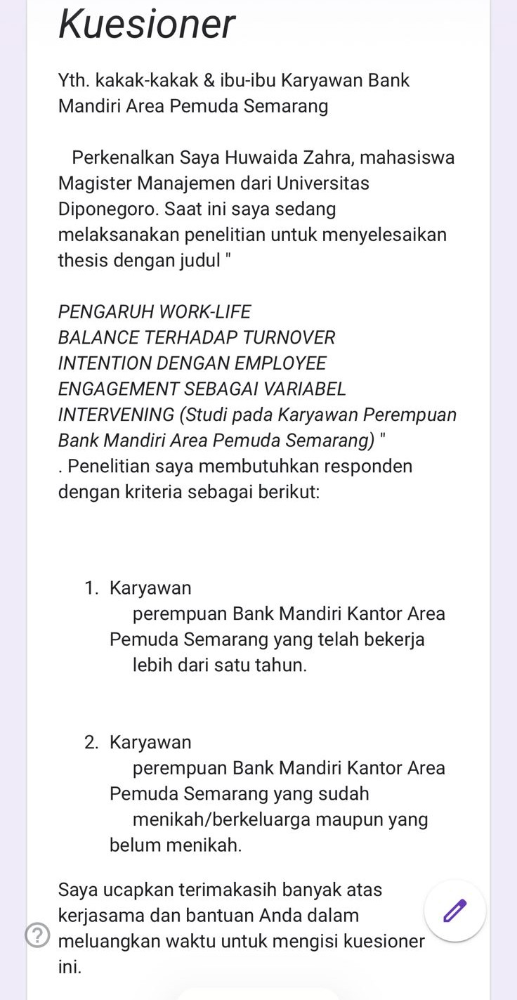 Kuesioner
Yth. kakak-kakak & ibu-ibu Karyawan Bank
Mandiri Area Pemuda Semarang
Perkenalkan Saya Huwaida Zahra, mahasiswa
Magister Manajemen dari Universitas
Diponegoro. Saat ini saya sedang
melaksanakan penelitian untuk menyelesaikan
thesis dengan judul "
PENGARUH WORK-LIFE
BALANCE TERHADAP TURNOVER
INTENTION DENGAN EMPLOYEE
ENGAGEMENT SEBAGAI VARIABEL
INTERVENING (Studi pada Karyawan Perempuan
Bank Mandiri Area Pemuda Semarang) "
. Penelitian saya membutuhkan responden
dengan kriteria sebagai berikut:
1. Karyawan
perempuan Bank Mandiri Kantor Area
Pemuda Semarang yang telah bekerja
lebih dari satu tahun.
2. Karyawan
perempuan Bank Mandiri Kantor Area
Pemuda Semarang yang sudah
menikah/berkeluarga maupun yang
belum menikah.
Saya ucapkan terimakasih banyak atas
kerjasama dan bantuan Anda dalam
? meluangkan waktu untuk mengisi kuesioner
ini.